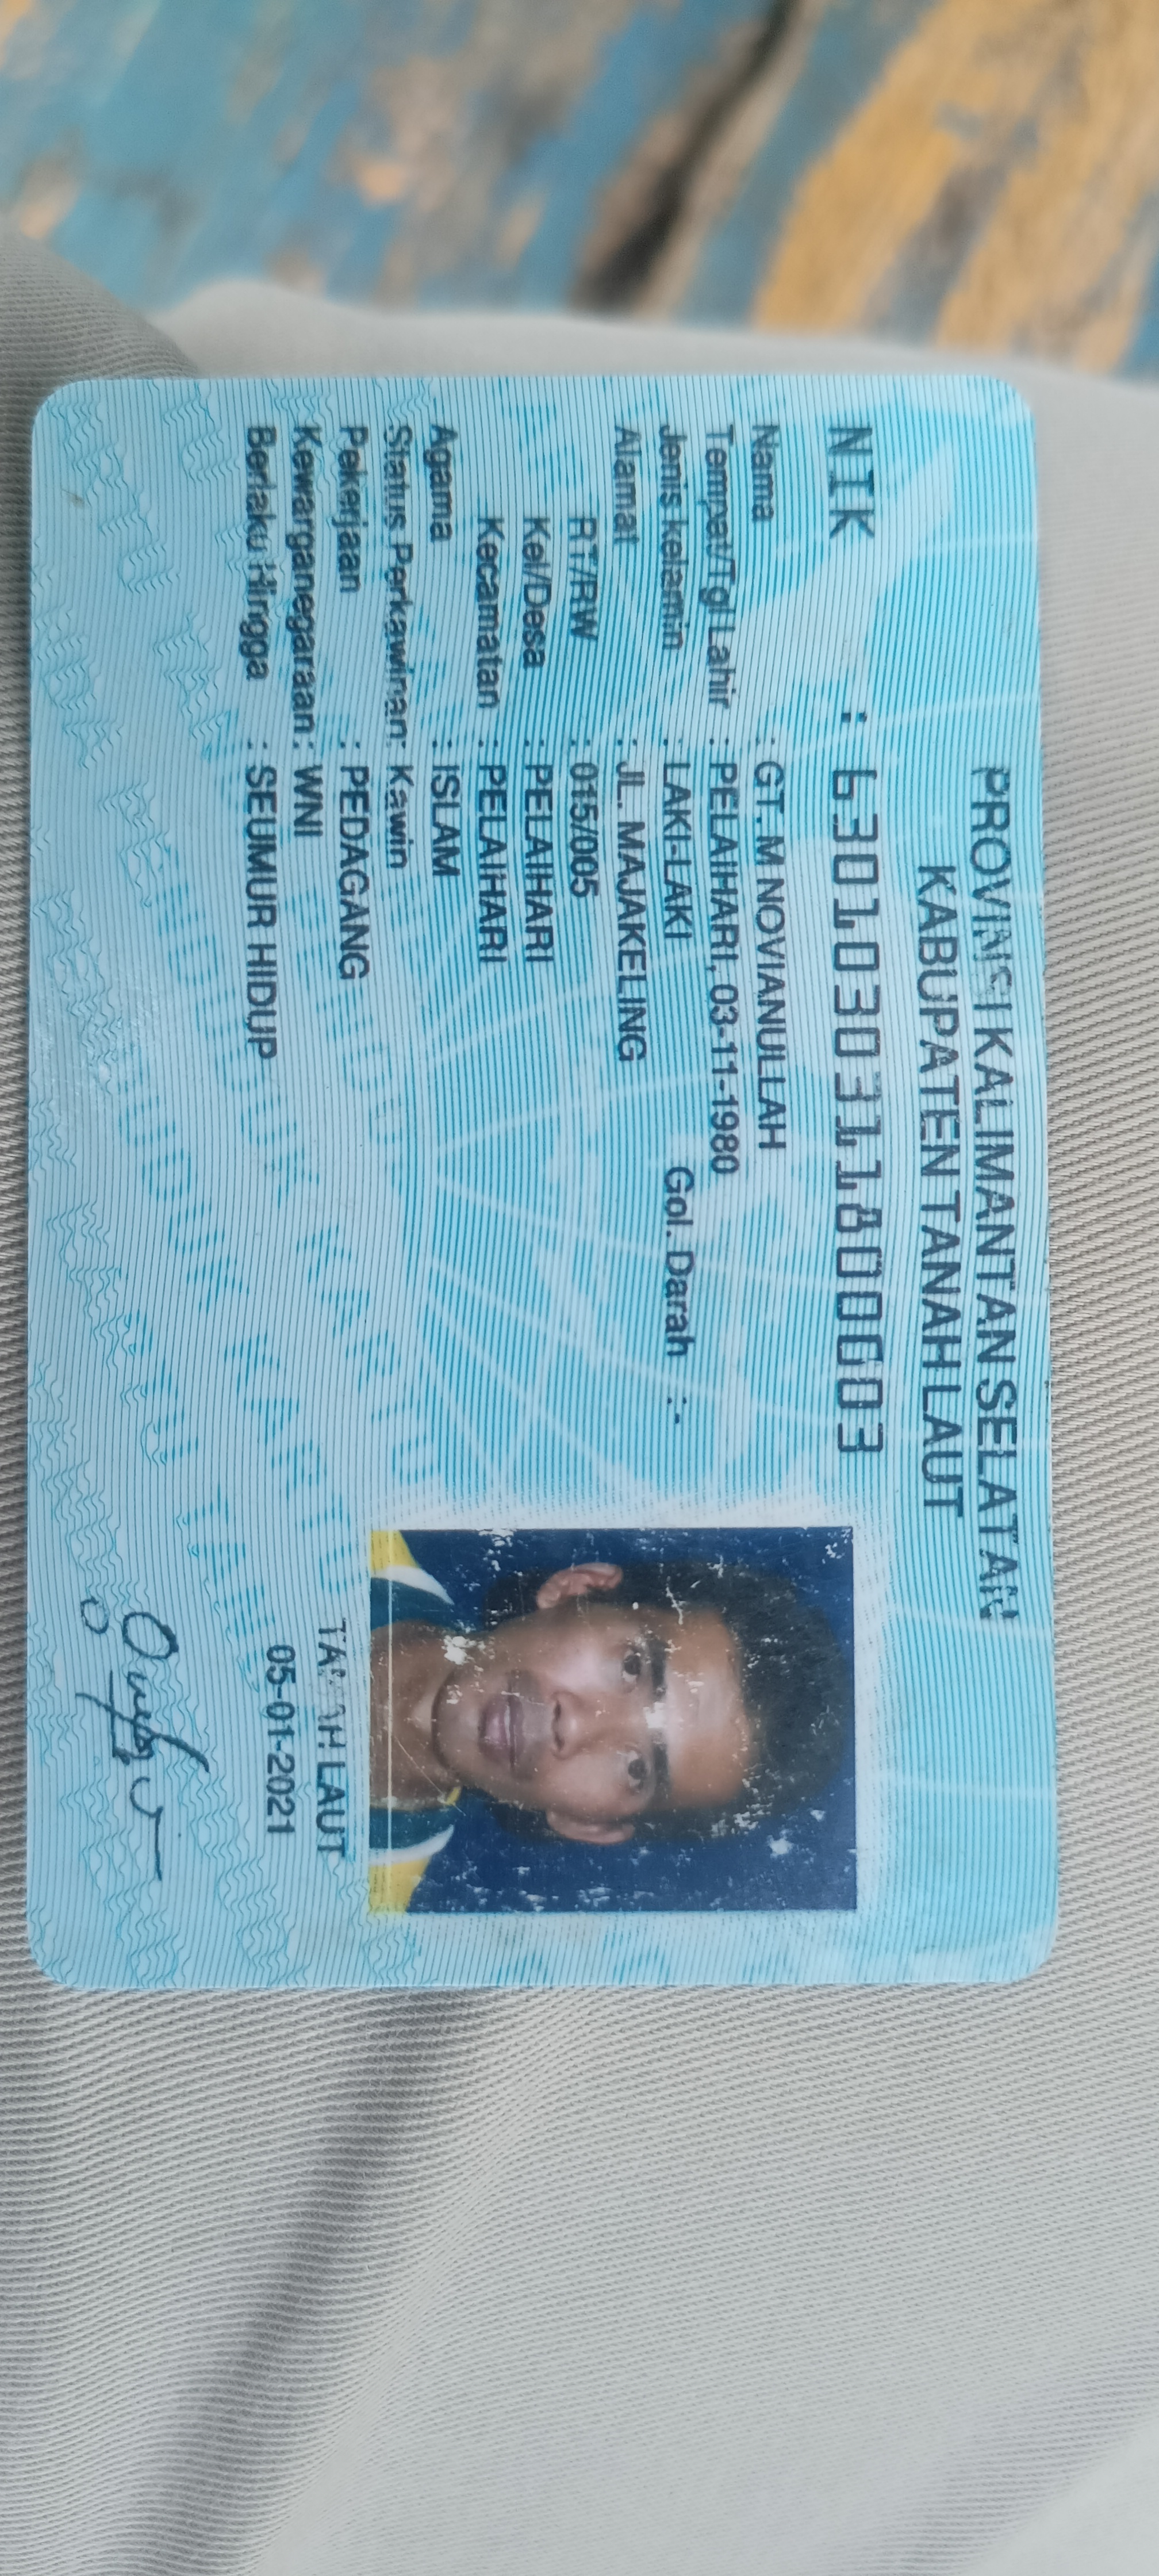 PROVINSI KALIMANTAN SELATAN
KABUPATEN TANAH LAUT
NIK : 6301030311800003
Nama : GT. M NOVIANULLAH
Tempat/Tgl Lahir : PELAIHARI, 03-11-1980
Jenis kelamin : LAKI-LAKI Gol. Darah :-
Alamat : JL. MAJAKELING
RT/RW : 015/005
Kel/Desa : PELAIHARI
Kecamatan : PELAIHARI
Agama : ISLAM
Status Perkawinan: Kawin
Pekerjaan : PEDAGANG
Kewarganegaraan: WNI
Berlaku Hingga : SEUMUR HIDUP
TANAH LAUT
05-01-2021